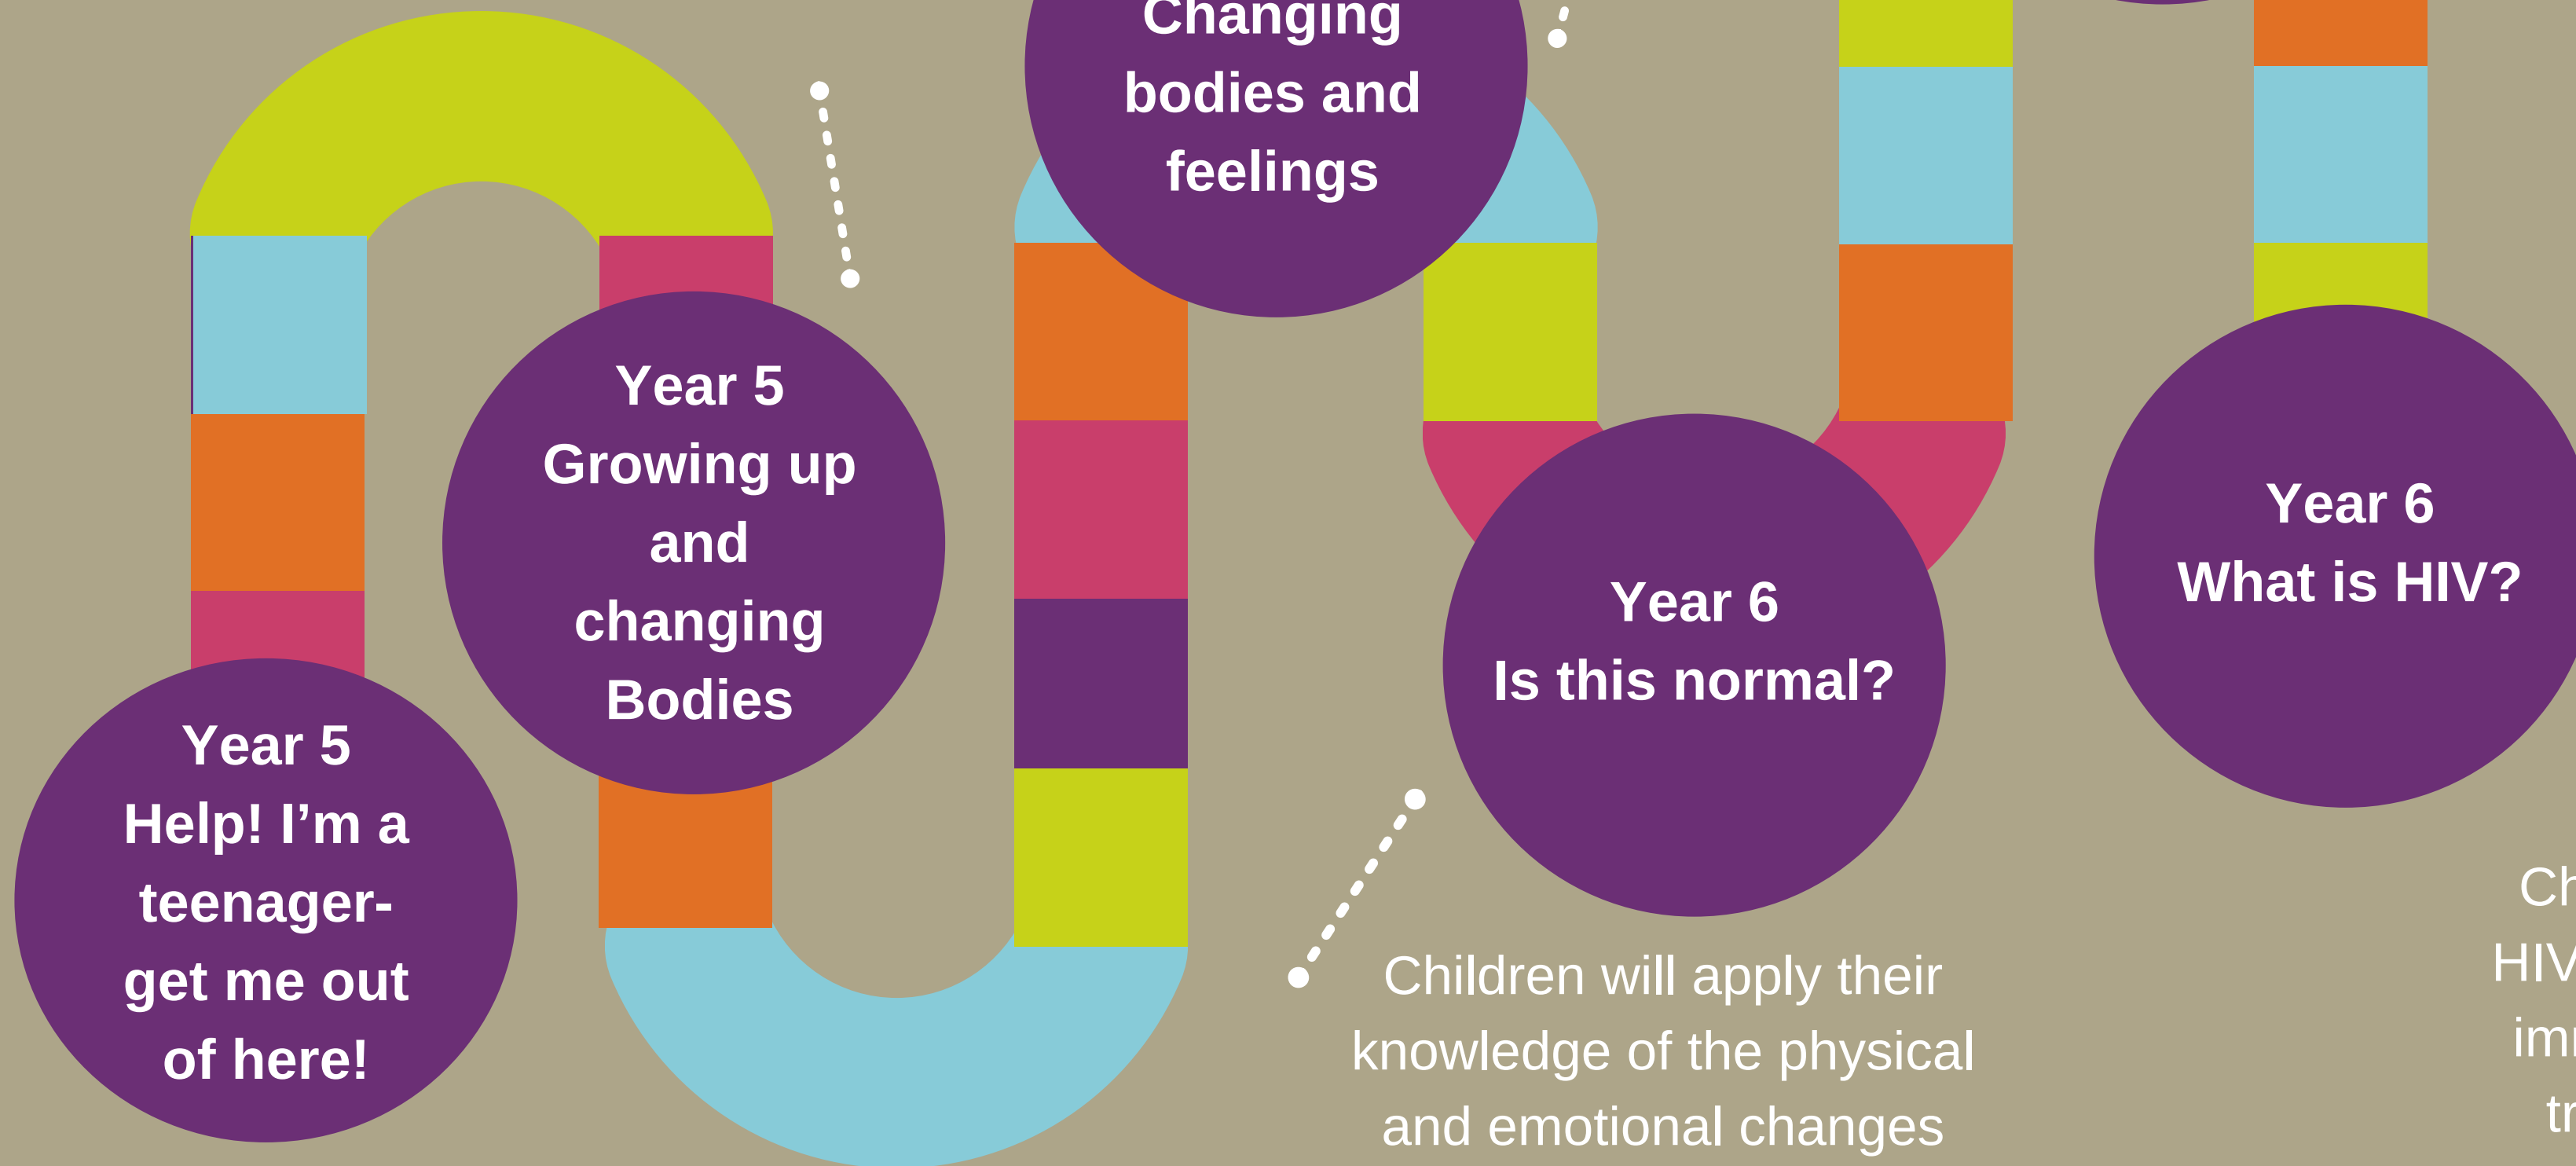 Changing
bodies and
feelings
Year 5
Growing up
and
changing
Bodies
Year 5
Help! I’m a
teenager-
get me out
of here!
Year 6
Is this normal?
Year 6
What is HIV?
Children will apply their
knowledge of the physical
and emotional changes